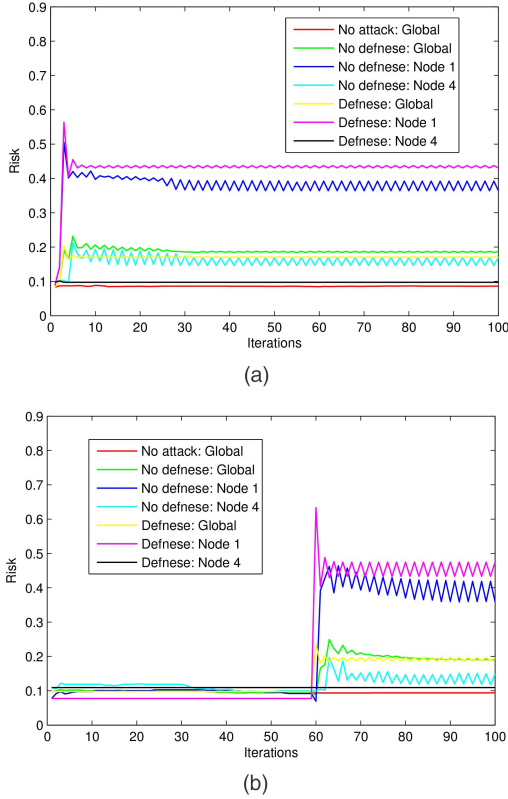 0.9
0.8
0.7
0.6
0.5
0.4
0.3
0.2
0.1
0
Risk
No attack: Global
No defnese: Global
No defnese: Node 1
No defnese: Node 4
Defnese: Global
Defnese: Node 1
Defnese: Node 4
0 10 20 30 40 50 60 70 80 90 100
Iterations
(a)
0.9
0.8
0.7
0.6
0.5
0.4
0.3
0.2
0.1
0
Risk
No attack: Global
No defnese: Global
No defnese: Node 1
No defnese: Node 4
Defnese: Global
Defnese: Node 1
Defnese: Node 4
0 10 20 30 40 50 60 70 80 90 100
Iterations
(b)